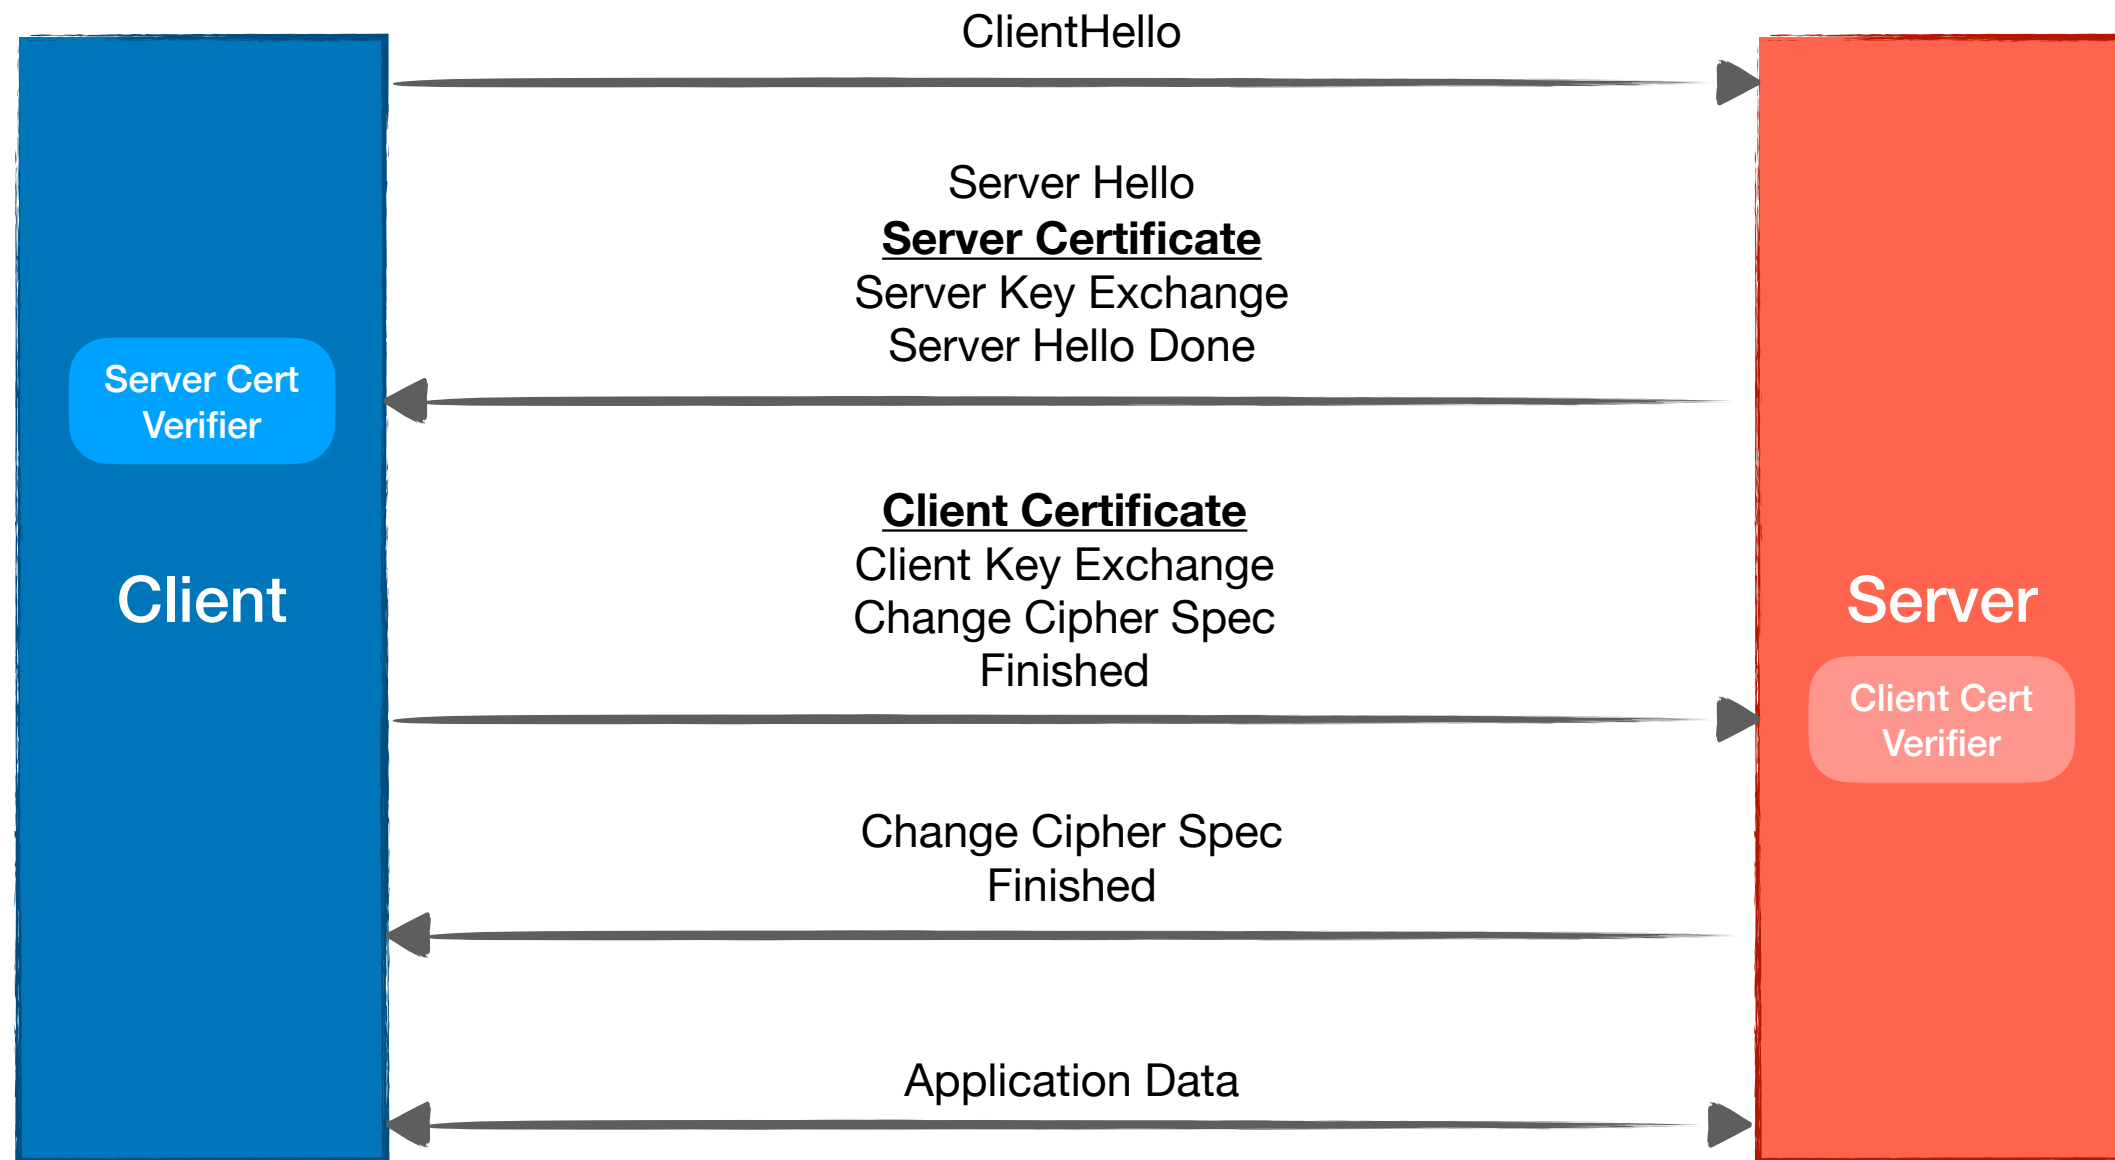 ClientHello
Server Hello
Server Certificate
Server Key Exchange
Server Hello Done
Server Cert
Verifier
Client Certificate
Client Key Exchange
Change Cipher Spec
Finished
Client
Server
Client Cert
Verifier
Change Cipher Spec
Finished
Application Data